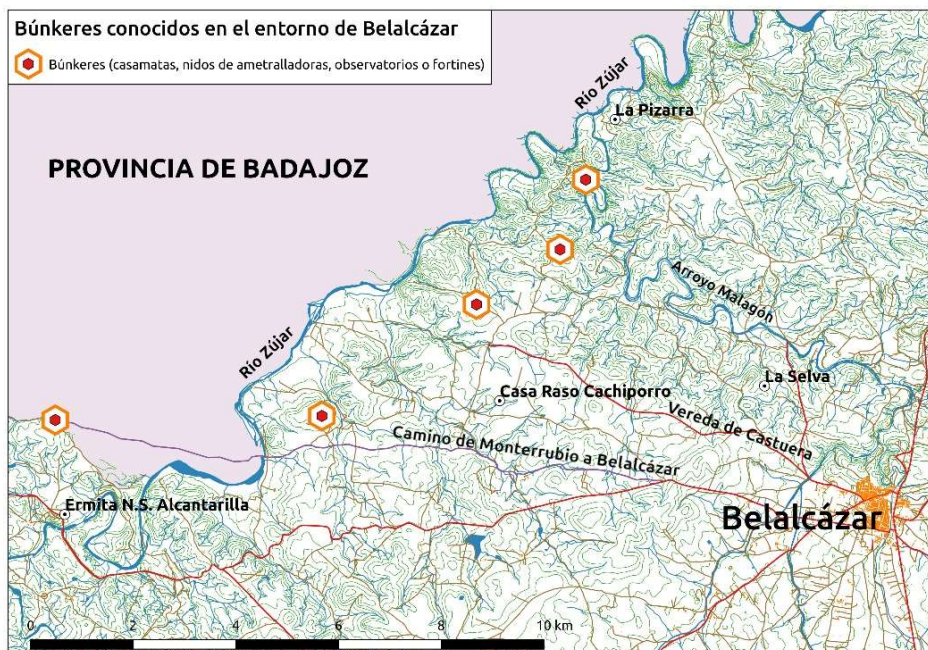 Búnkeres conocidos en el entorno de Belalcázar
Búnkeres (casamatas, nidos de ametralladoras, observatorios o fortines)
Río Zújar
La Pizarra
PROVINCIA DE BADAJOZ
Arroyo Malagón
Río Zújar
La Selva
Casa Raso Cachiporro
Vereda de Castuera
Camino de Monterrubio a Belalcázar
Ermita N.S. Alcantarilla
Belalcázar
0 2 4 6 8 10 km